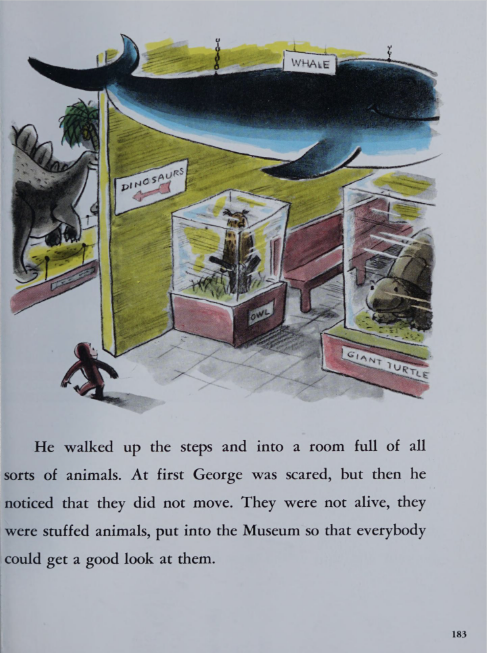 WHALE
DINOSAURS
OWL
GIANT TURTLE
He walked up the steps and into a room full of all
sorts of animals. At first George was scared, but then he
noticed that they did not move. They were not alive, they
were stuffed animals, put into the Museum so that everybody
could get a good look at them.
183